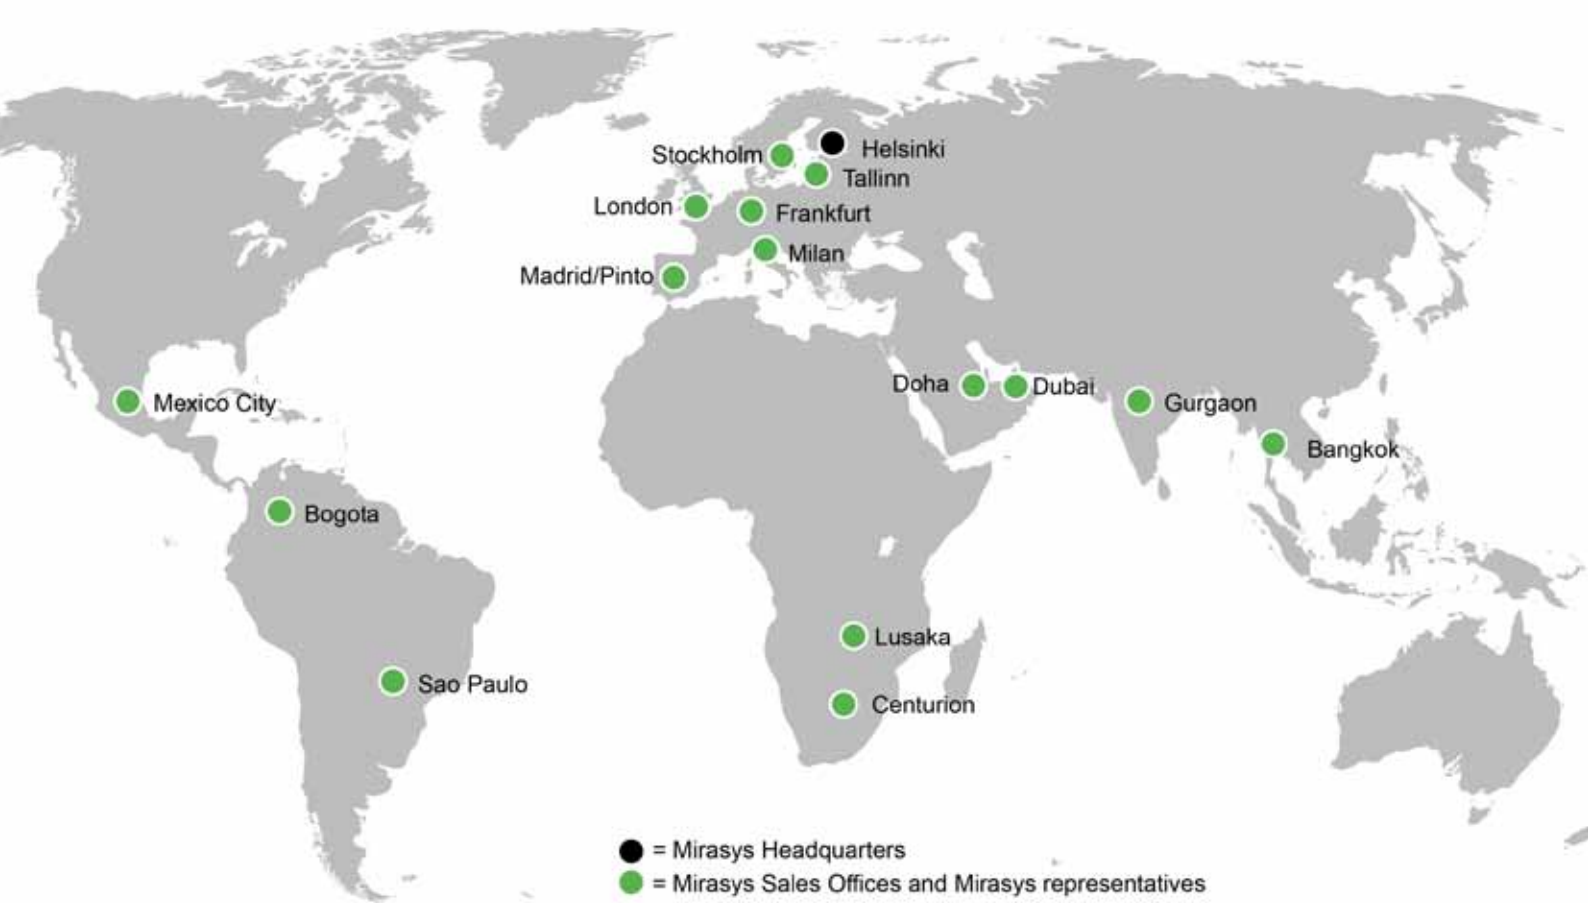 Helsinki
Stockholm
Tallinn
London
Frankfurt
Milan
Madrid/Pinto
Doha
Dubai
Mexico City
Gurgaon
Bangkok
Bogota
Lusaka
Sao Paulo
Centurion
= Mirasys Headquarters
= Mirasys Sales Offices and Mirasys representatives